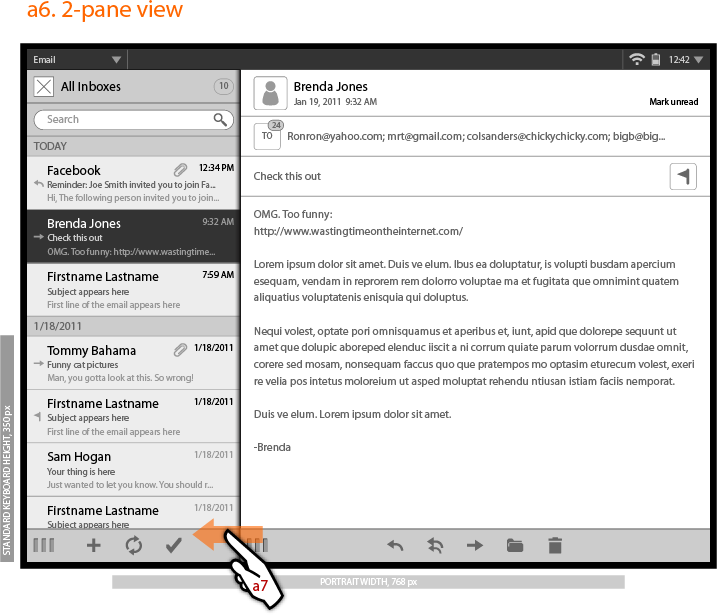 a6. 2-pane view
Email
12:42
All Inboxes
10
Search
TODAY
Facebook
12:34 PM
Reminder: Joe Smith invited you to join Fa...
Hi, The following person invited you to join...
Brenda Jones
9:32 AM
Check this out
OMG. Too funny: http://www.wastingtime...
Firstname Lastname
7:59 AM
Subject appears here
First line of the email appears here
1/18/2011
Tommy Bahama
1/18/2011
Funny cat pictures
Man, you gotta look at this. So wrong!
Firstname Lastname
1/18/2011
Subject appears here
First line of the email appears here
Sam Hogan
1/18/2011
Your thing is here
Just wanted to let you know. You should r...
Firstname Lastname
1/18/2011
Subject appears here
Brenda Jones
Jan 19, 2011 9:32 AM
Mark unread
24
TO
Ronron@yahoo.com; mrt@gmail.com; colsanders@chickychicky.com; bigb@big...
Check this out
OMG. Too funny:
http://www.wastingtimeontheinternet.com/
Lorem ipsum dolor sit amet. Duis ve elum. Ibus ea doluptatur, is volupti busdam apercium
esequam, vendam in reprorem rem dolorro voluptae ma et fugitata que omnimint quatem
aliquatius voluptatenis enisquia qui doluptus.
Nequi volest, optate pori omnisquamus et aperibus et, iunt, apid que dolorepe sequunt ut
amet que dolupic aboreped elenduc iiscit a ni corrum quiate parum volorrum dusdae omnit,
corere sed mosam, nonsequam faccus quo que pratempos mo optasim eturecum volest, exeri
re velia pos intetus moloreium ut asped moluptat rehendu ntiusan istiam faciis nemporat.
Duis ve elum. Lorem ipsum dolor sit amet.
-Brenda
a7
STANDARD KEYBOARD HEIGHT, 350 px
PORTRAIT WIDTH, 768 px